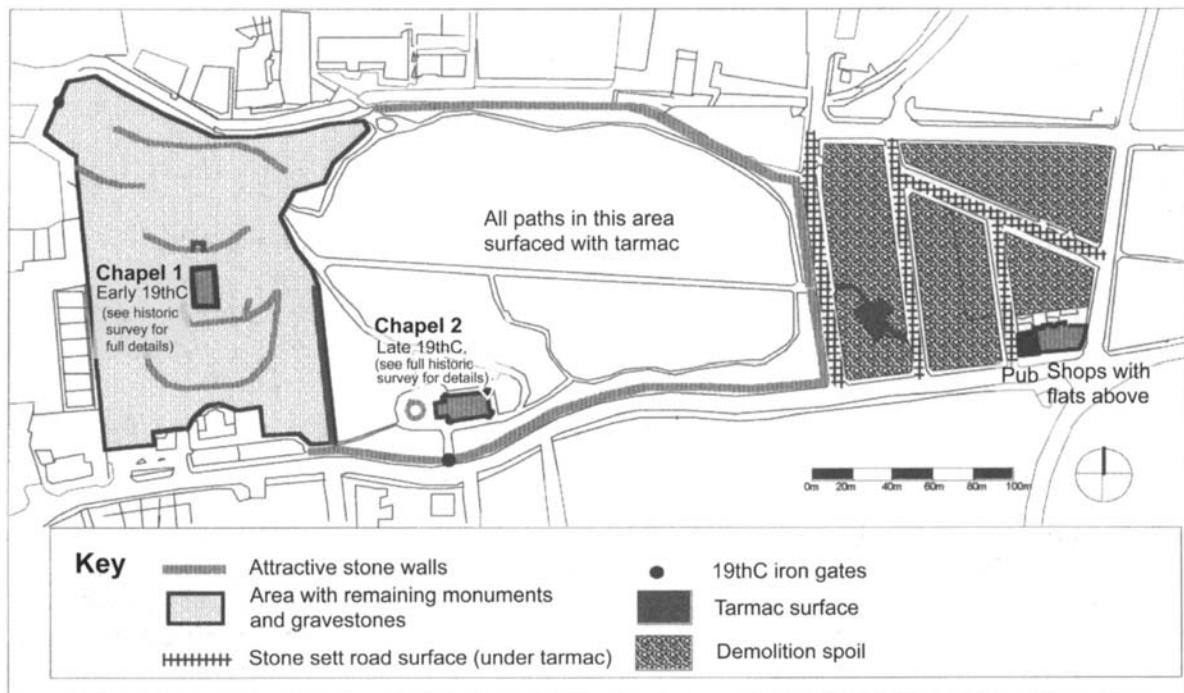 All paths in this area
surfaced with tarmac
Chapel 1
Early 19thC
(see historic
survey for
full details)
Chapel 2
Late 19thC.
(see full historic
survey for details)
Pub
Shops with
flats above
0m 20m 40m 60m 80m 100m
Key
Attractive stone walls
Area with remaining monuments
and gravestones
Stone sett road surface (under tarmac)
19thC iron gates
Tarmac surface
Demolition spoil